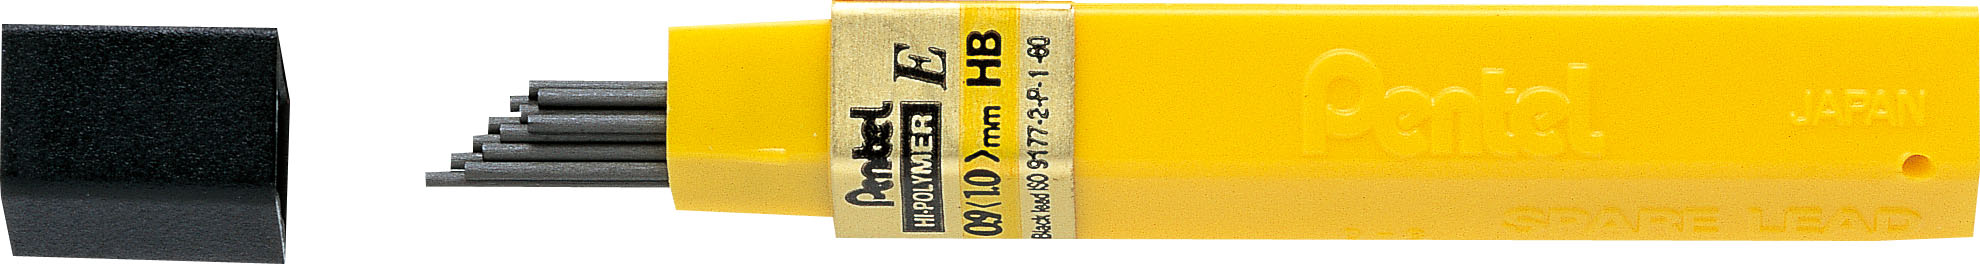 Pentel
HI-POLYMER E
0.9(1.0)mm HB
Black lead ISO 9177-2-P-1-60
Pentel
JAPAN
SPARE LEAD